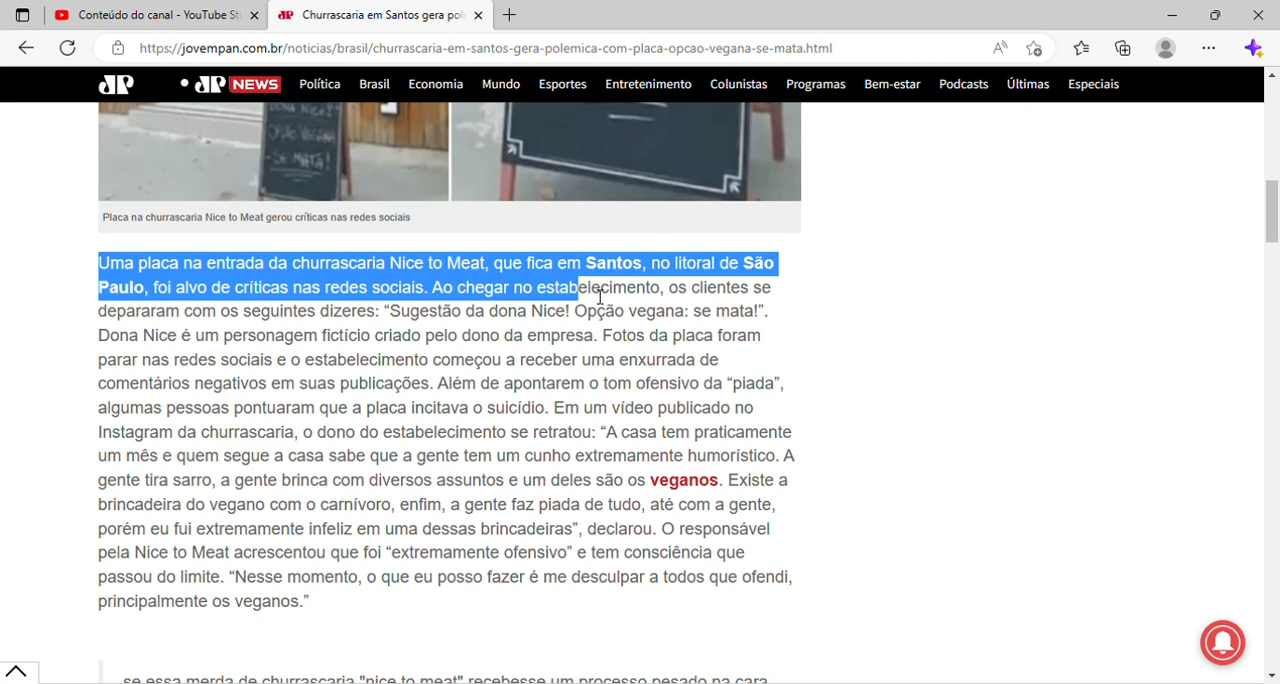 Conteúdo do canal - YouTube St
Churrascaria em Santos gera pol
https://jovempan.com.br/noticias/brasil/churrascaria-em-santos-gera-polemica-com-placa-opcao-vegana-se-mata.html
JP JP NEWS Política Brasil Economia Mundo Esportes Entretenimento Colunistas Programas Bem-estar Podcasts Últimas Especiais
DONA NICE!
OPÇÃO VEGANA
- SE MATA!
Placa na churrascaria Nice to Meat gerou críticas nas redes sociais
Uma placa na entrada da churrascaria Nice to Meat, que fica em Santos, no litoral de São
Paulo, foi alvo de críticas nas redes sociais. Ao chegar no estabelecimento, os clientes se
depararam com os seguintes dizeres: “Sugestão da dona Nice! Opção vegana: se mata!”.
Dona Nice é um personagem fictício criado pelo dono da empresa. Fotos da placa foram
parar nas redes sociais e o estabelecimento começou a receber uma enxurrada de
comentários negativos em suas publicações. Além de apontarem o tom ofensivo da “piada”,
algumas pessoas pontuaram que a placa incitava o suicídio. Em um vídeo publicado no
Instagram da churrascaria, o dono do estabelecimento se retratou: “A casa tem praticamente
um mês e quem segue a casa sabe que a gente tem um cunho extremamente humorístico. A
gente tira sarro, a gente brinca com diversos assuntos e um deles são os veganos. Existe a
brincadeira do vegano com o carnívoro, enfim, a gente faz piada de tudo, até com a gente,
porém eu fui extremamente infeliz em uma dessas brincadeiras”, declarou. O responsável
pela Nice to Meat acrescentou que foi “extremamente ofensivo” e tem consciência que
passou do limite. “Nesse momento, o que eu posso fazer é me desculpar a todos que ofendi,
principalmente os veganos.”
se essa merda de churrascaria "nice to meat" recebesse um processo pesado na cara